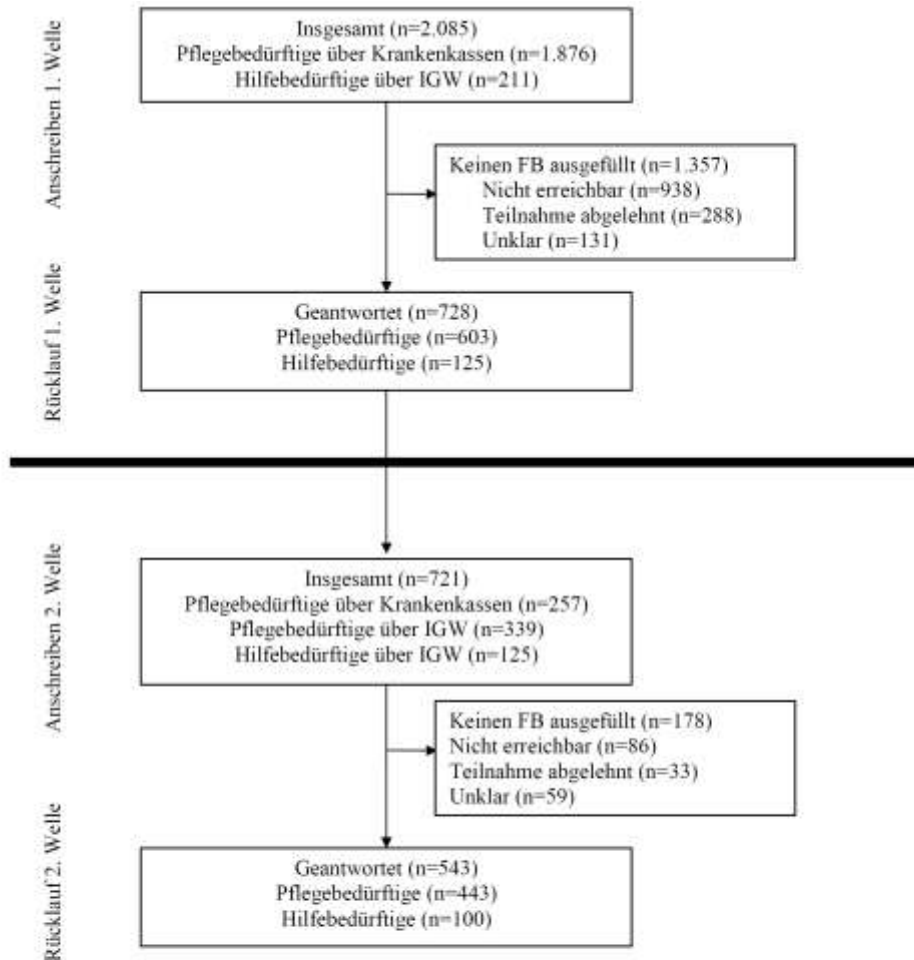 Anschreiben 1. Welle
Insgesamt (n=2.085)
Pflegebedürftige über Krankenkassen (n=1.876)
Hilfebedürftige über IGW (n=211)
Keinen FB ausgefüllt (n=1.357)
Nicht erreichbar (n=938)
Teilnahme abgelehnt (n=288)
Unklar (n=131)
Rücklauf 1. Welle
Geantwortet (n=728)
Pflegebedürftige (n=603)
Hilfebedürftige (n=125)
Anschreiben 2. Welle
Insgesamt (n=721)
Pflegebedürftige über Krankenkassen (n=257)
Pflegebedürftige über IGW (n=339)
Hilfebedürftige über IGW (n=125)
Keinen FB ausgefüllt (n=178)
Nicht erreichbar (n=86)
Teilnahme abgelehnt (n=33)
Unklar (n=59)
Rücklauf 2. Welle
Geantwortet (n=543)
Pflegebedürftige (n=443)
Hilfebedürftige (n=100)